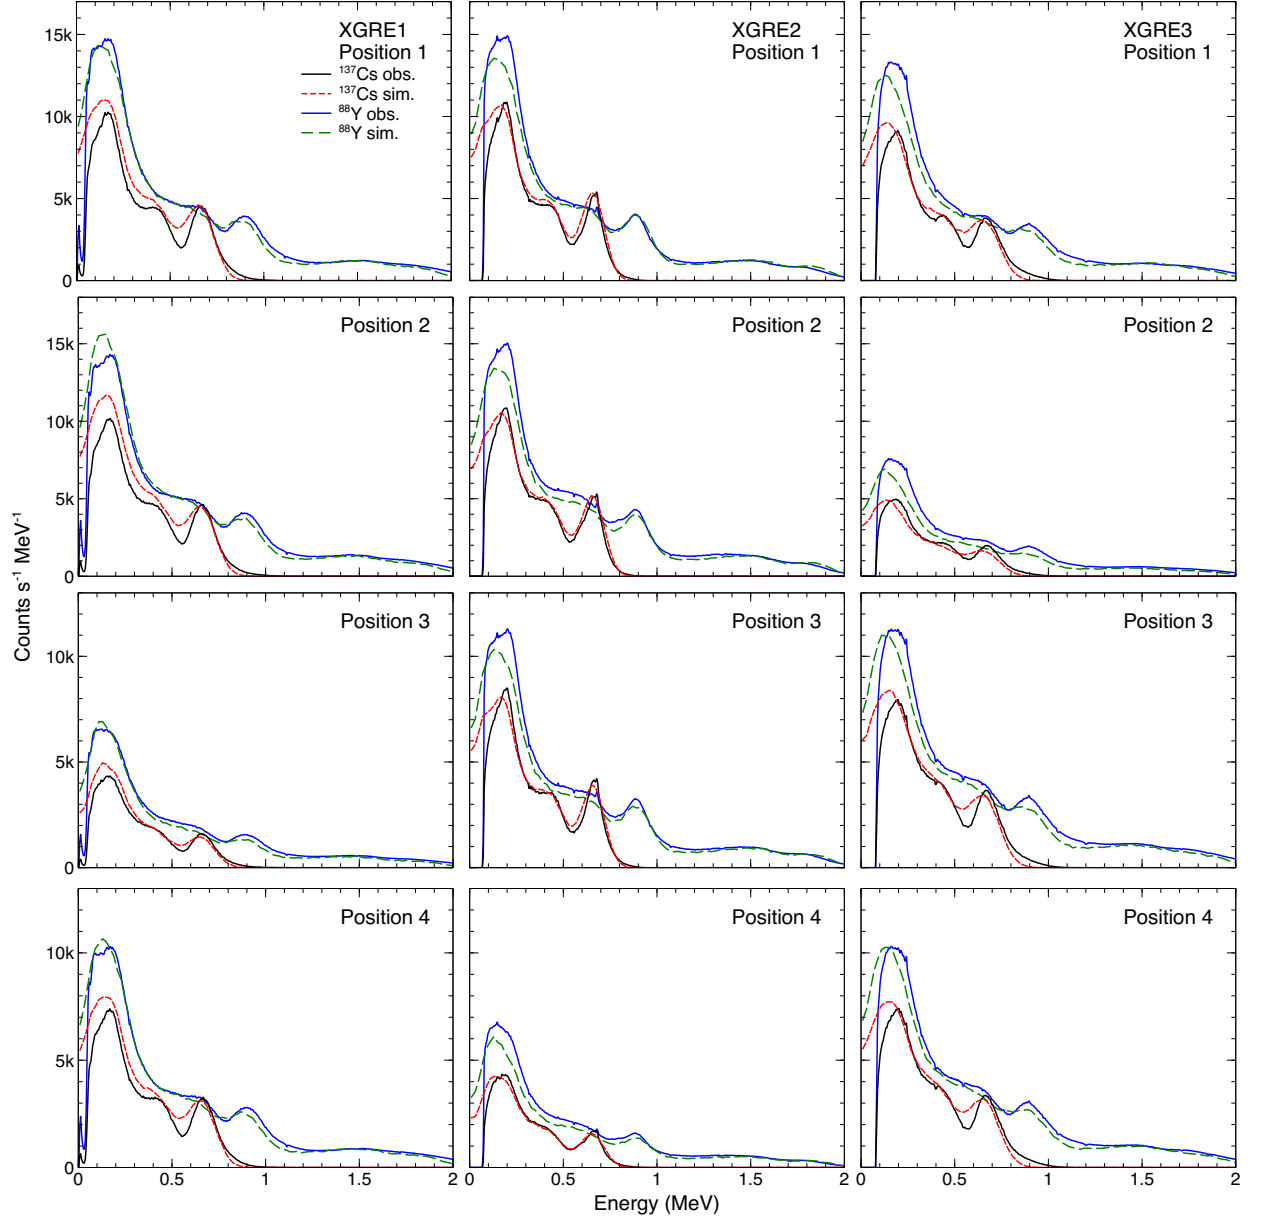 XGRE1
Position 1
¹³⁷Cs obs.
¹³⁷Cs sim.
⁸⁸Y obs.
⁸⁸Y sim.
XGRE2
Position 1
XGRE3
Position 1
15k
10k
5k
0
Position 2
Position 2
Position 2
15k
10k
5k
0
Position 3
Position 3
Position 3
10k
5k
0
Position 4
Position 4
Position 4
10k
5k
0
0 0.5 1 1.5 2
0 0.5 1 1.5 2
0 0.5 1 1.5 2
Counts s⁻¹ MeV⁻¹
Energy (MeV)